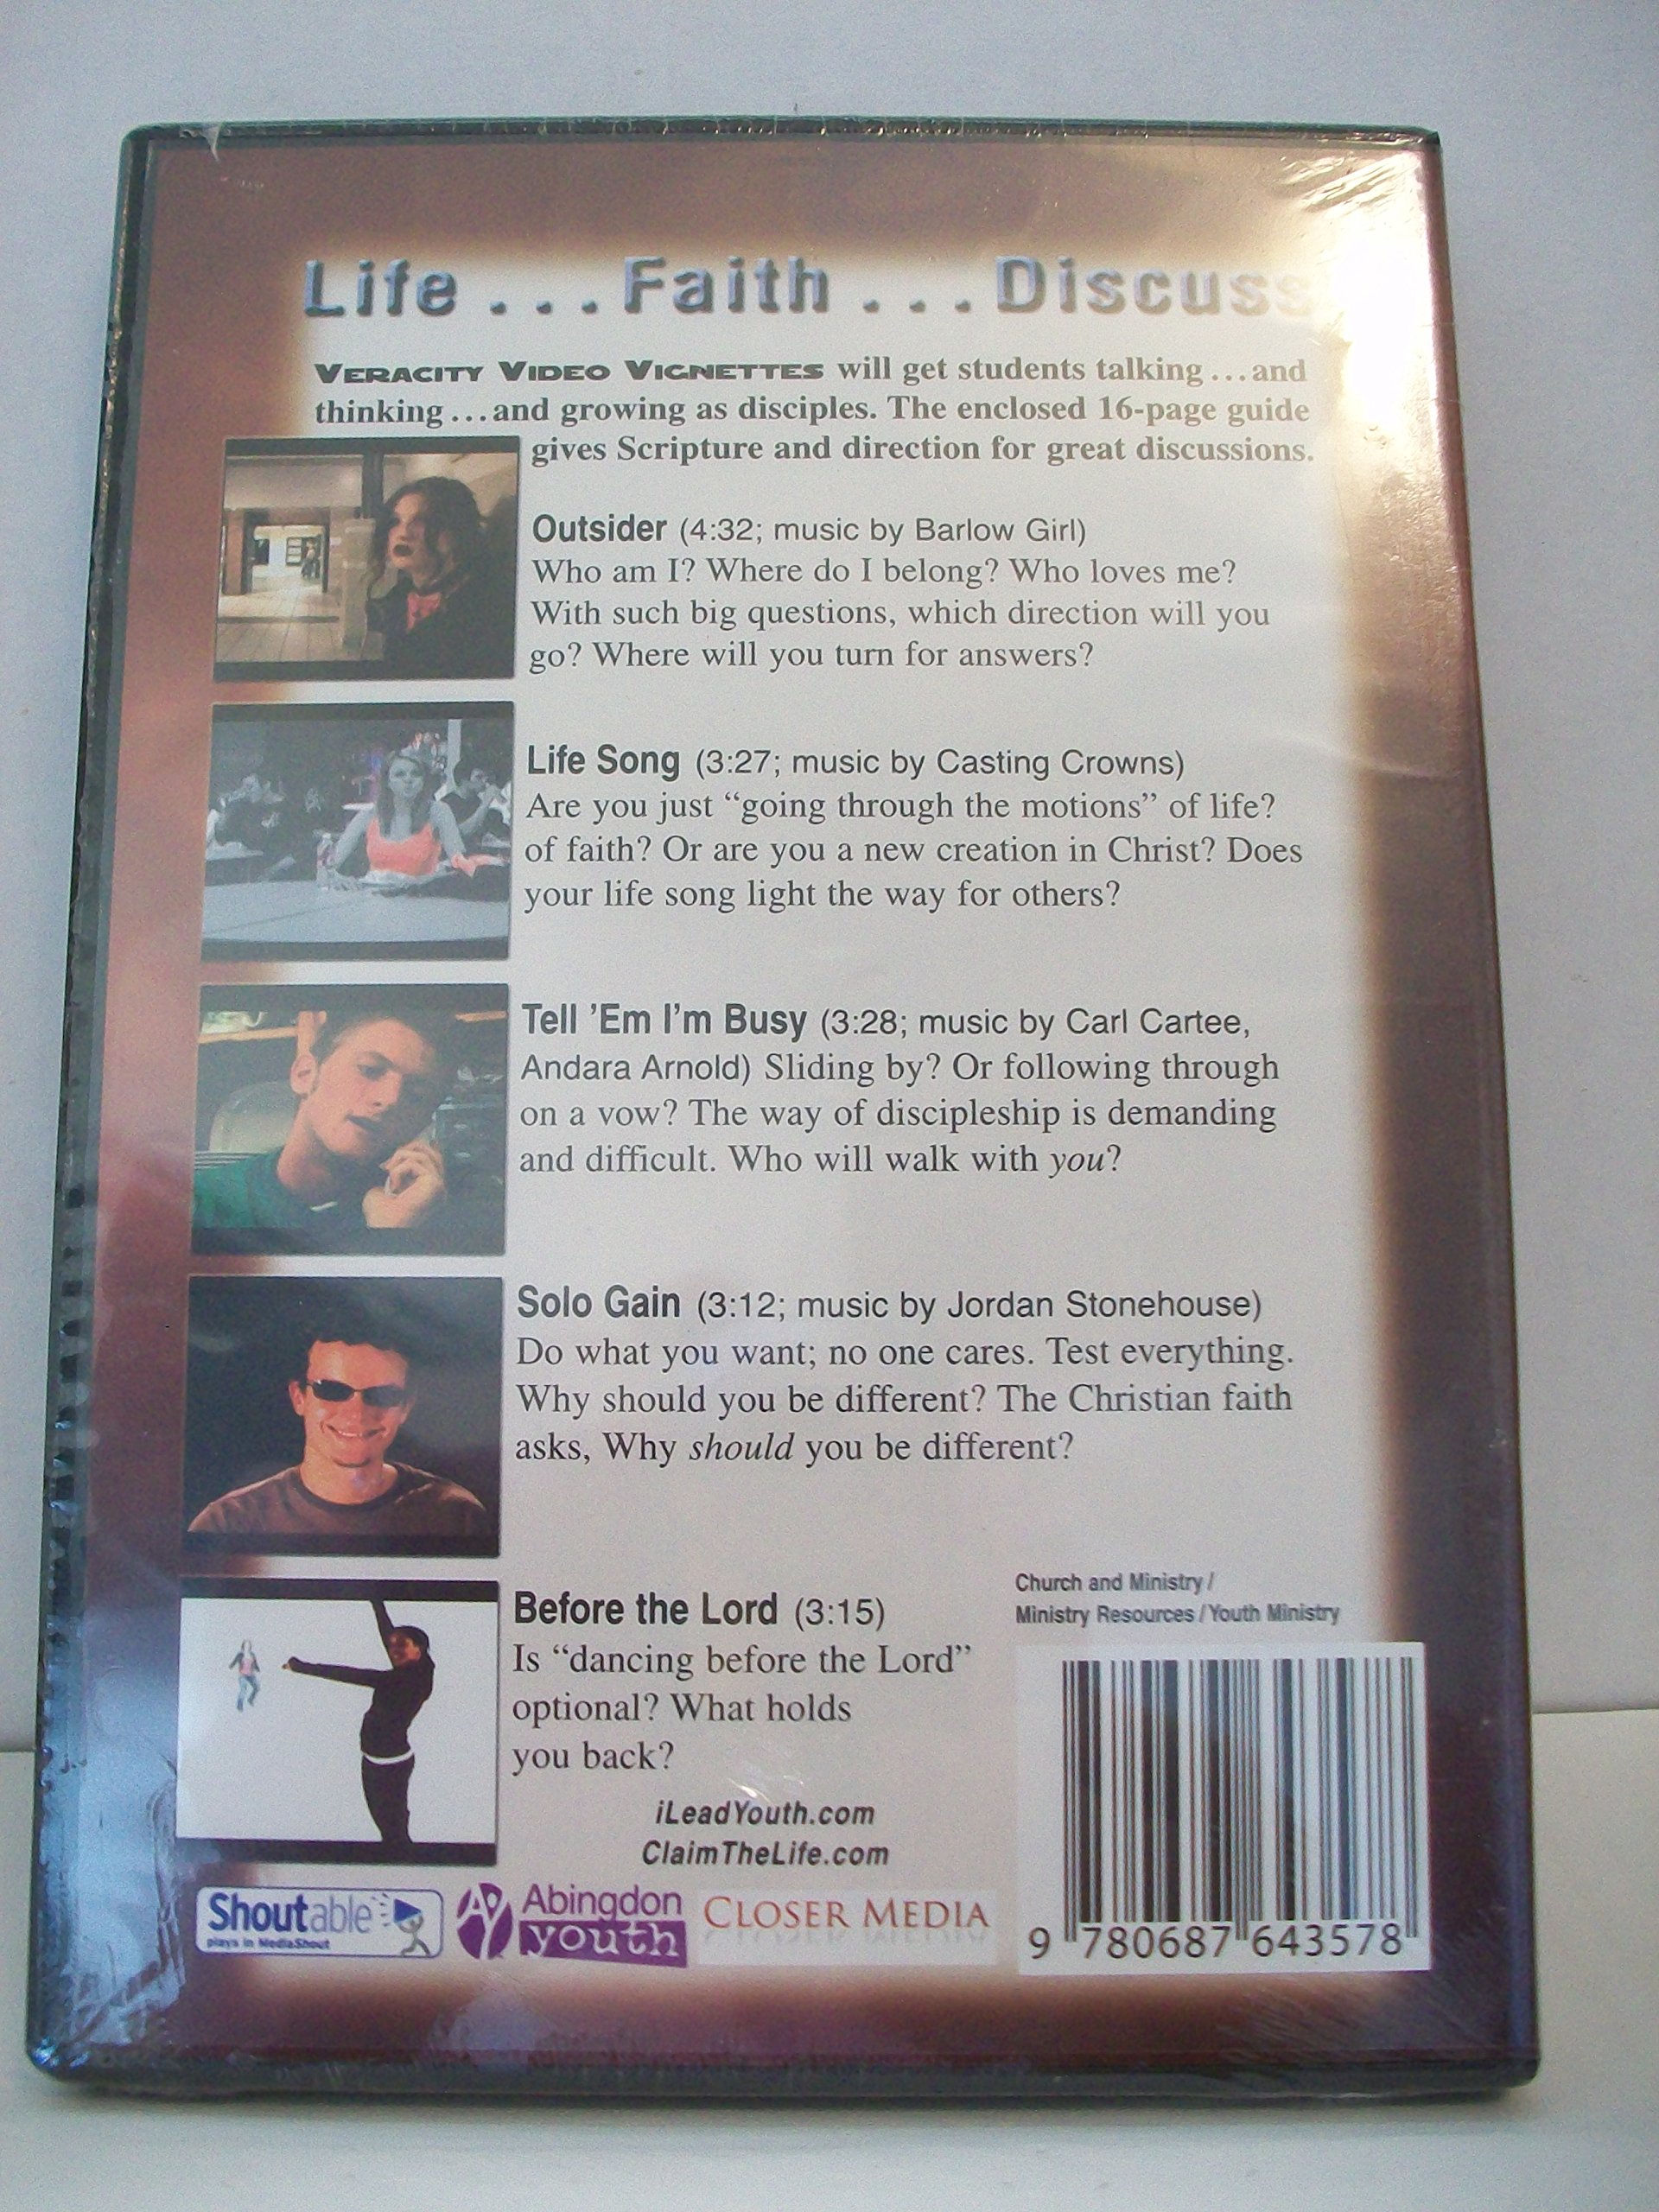 Life ... Faith ... Discuss
VERACITY VIDEO VIGNETTES will get students talking...and
thinking...and growing as disciples. The enclosed 16-page guide
gives Scripture and direction for great discussions.
Outsider (4:32; music by Barlow Girl)
Who am I? Where do I belong? Who loves me?
With such big questions, which direction will you
go? Where will you turn for answers?
Life Song (3:27; music by Casting Crowns)
Are you just “going through the motions” of life?
of faith? Or are you a new creation in Christ? Does
your life song light the way for others?
Tell ’Em I’m Busy (3:28; music by Carl Cartee,
Andara Arnold) Sliding by? Or following through
on a vow? The way of discipleship is demanding
and difficult. Who will walk with you?
Solo Gain (3:12; music by Jordan Stonehouse)
Do what you want; no one cares. Test everything.
Why should you be different? The Christian faith
asks, Why should you be different?
Before the Lord (3:15)
Is “dancing before the Lord”
optional? What holds
you back?
iLeadYouth.com
ClaimTheLife.com
Church and Ministry /
Ministry Resources / Youth Ministry
Shoutable
plays in MediaShout
AY Abingdon
youth
CLOSER MEDIA
9 780687 643578